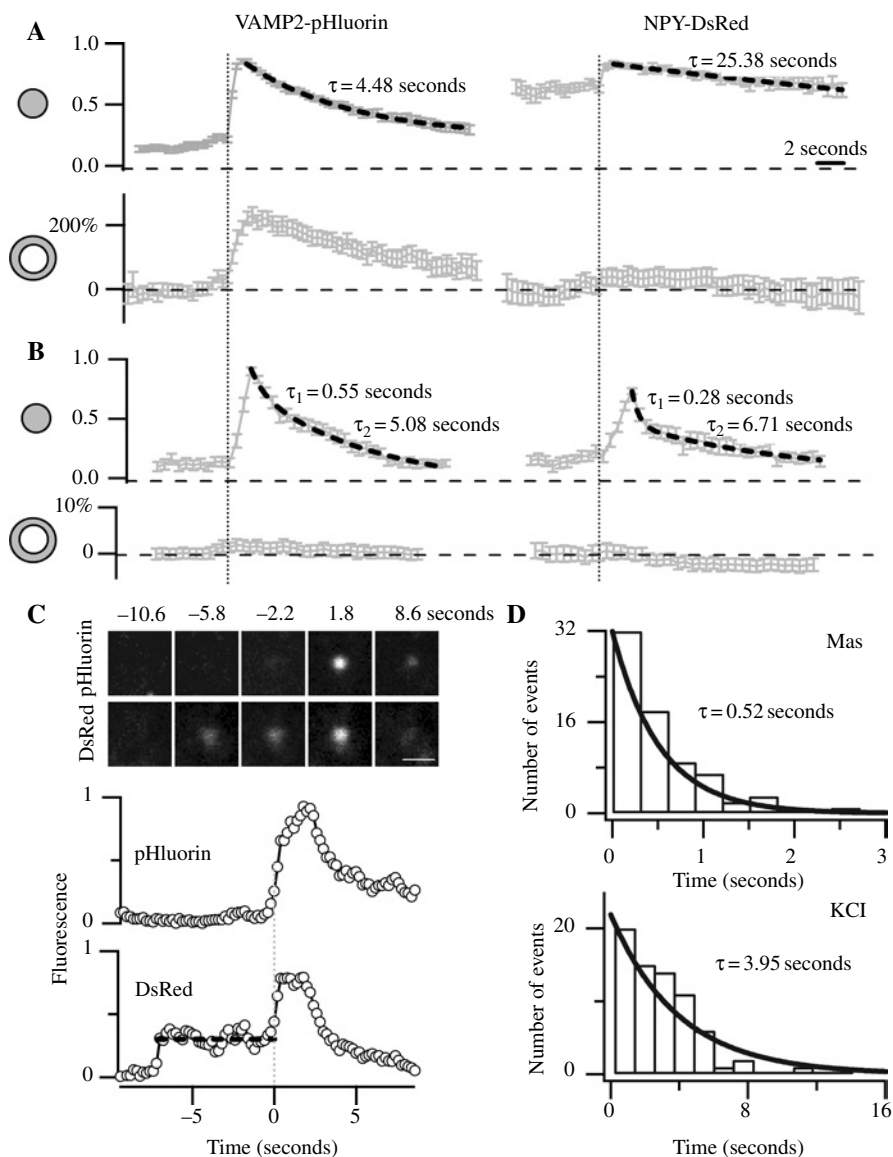 VAMP2-pHluorin NPY-DsRed
A
1.0
0.5
0.0
τ = 4.48 seconds
τ = 25.38 seconds
2 seconds
200%
0
B
1.0
0.5
0.0
τ1 = 0.55 seconds
τ2 = 5.08 seconds
τ1 = 0.28 seconds
τ2 = 6.71 seconds
10%
0
C
−10.6 −5.8 −2.2 1.8 8.6 seconds
pHluorin
DsRed
1
pHluorin
0
Fluorescence
1
DsRed
0
−5 0 5
Time (seconds)
D
32
16
0
Number of events
Mas
τ = 0.52 seconds
0 1 2 3
Time (seconds)
KCl
20
0
Number of events
τ = 3.95 seconds
0 8 16
Time (seconds)